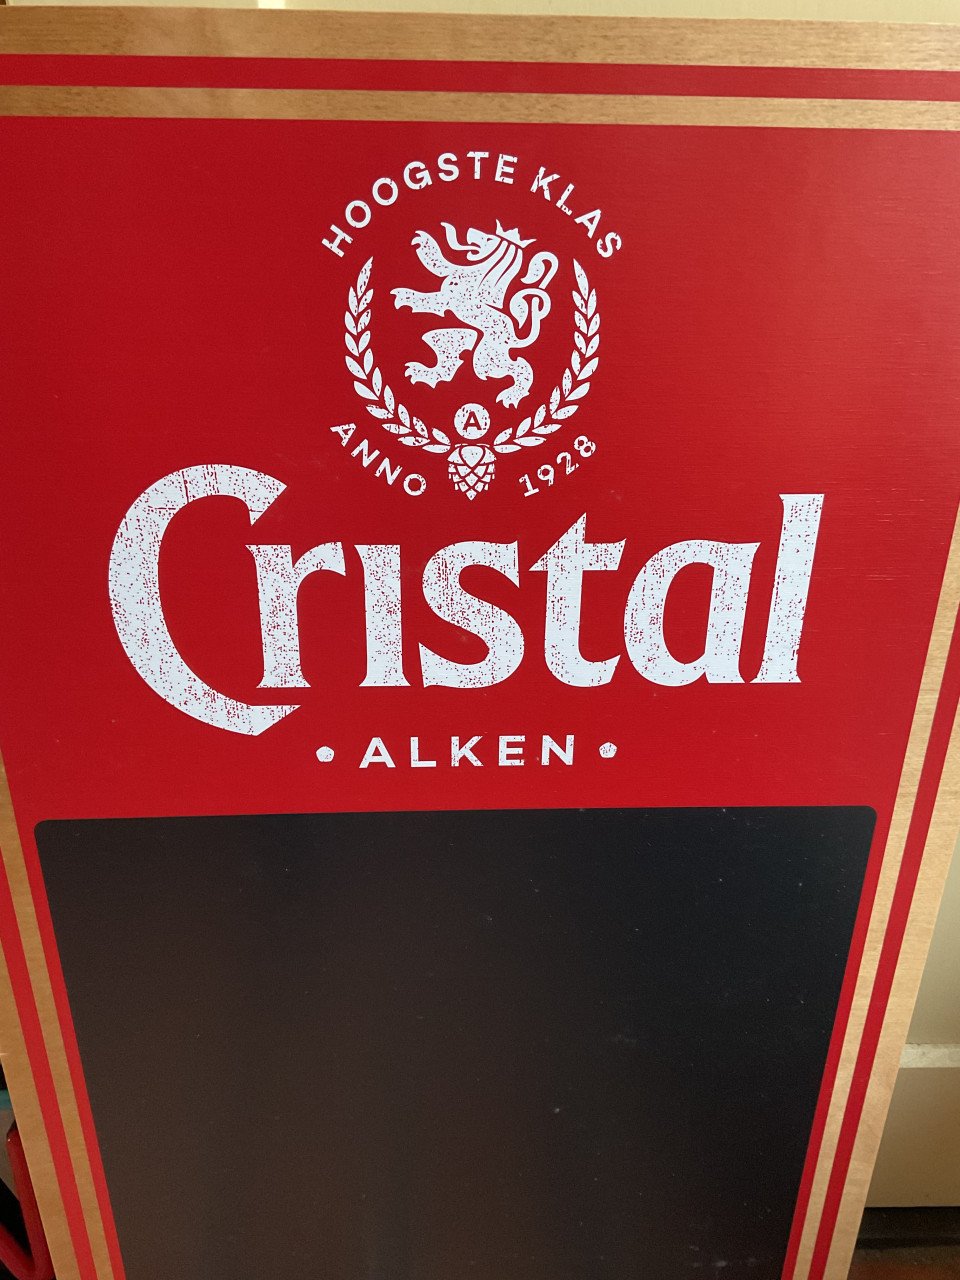 HOOGSTE KLAS
A
ANNO 1928
Cristal
• ALKEN •